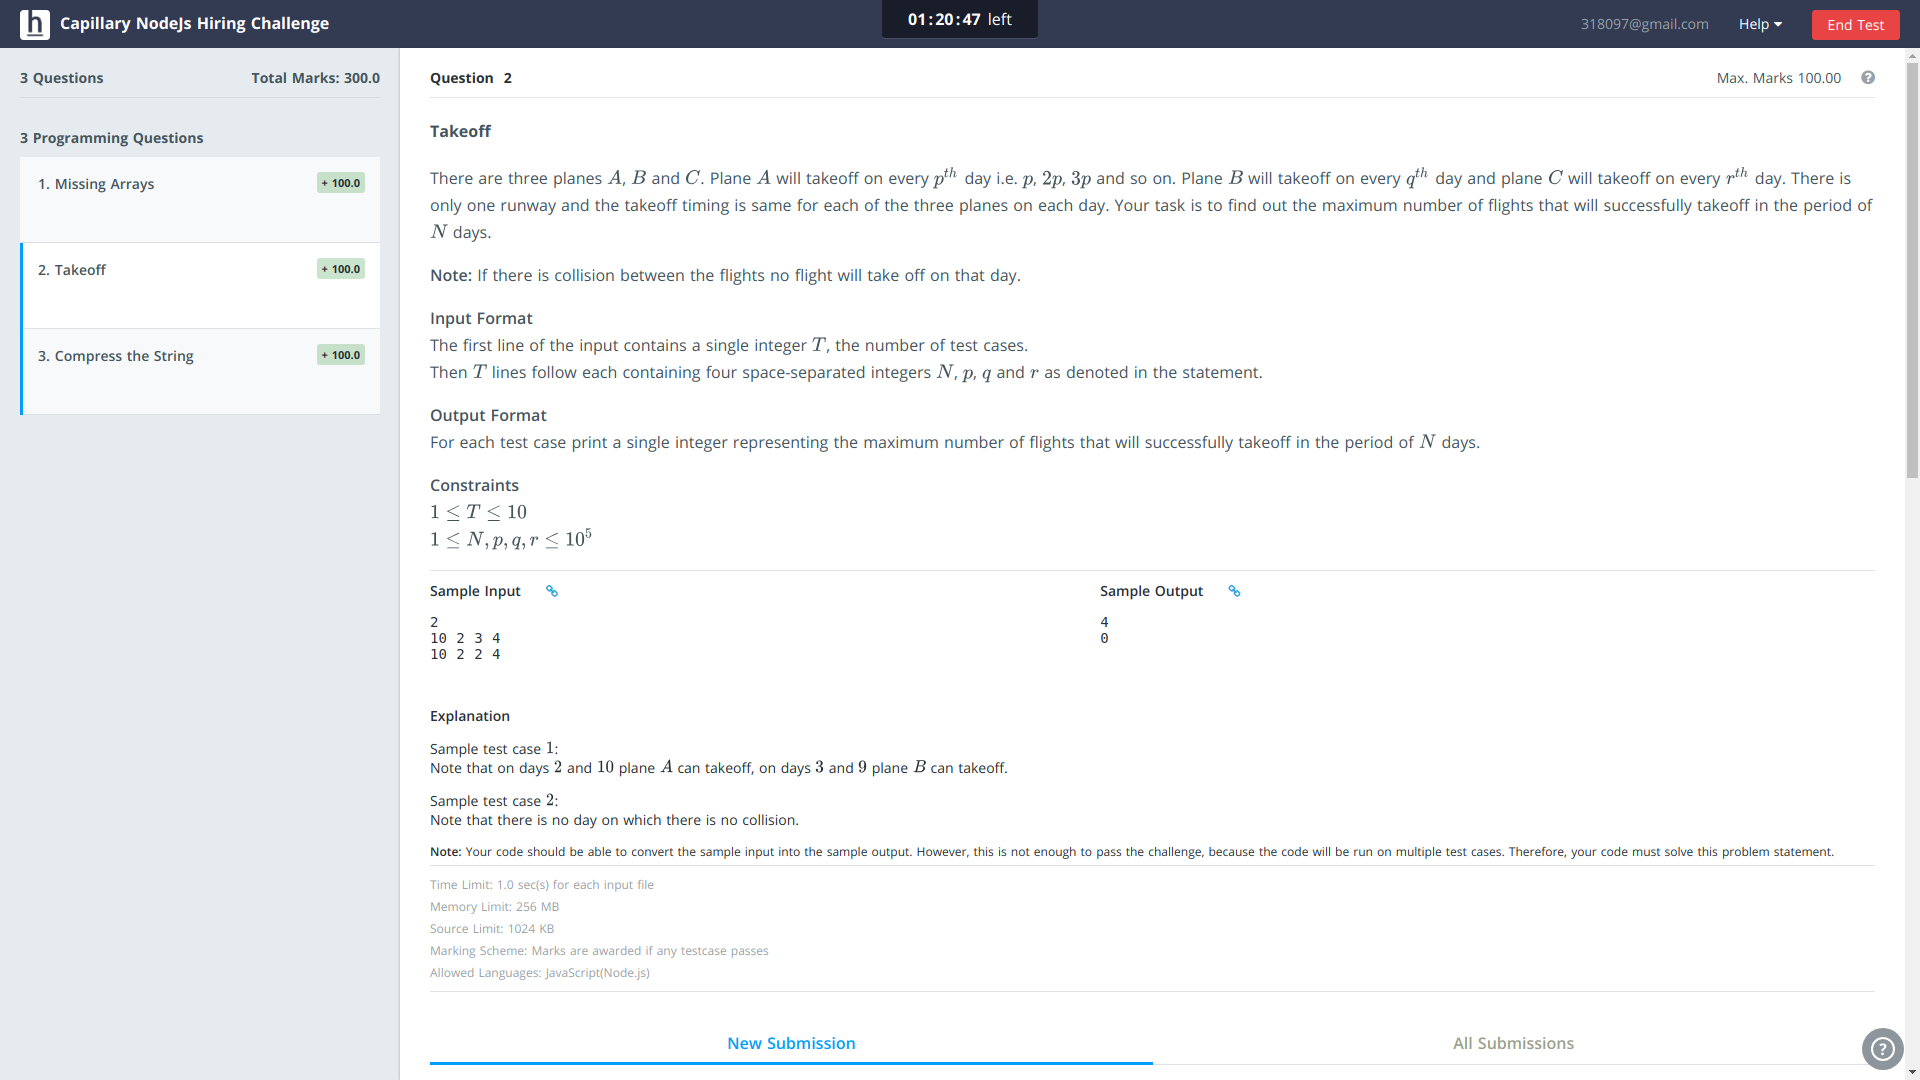 h Capillary NodeJs Hiring Challenge
01:20:47 left
318097@gmail.com
Help
End Test
3 Questions
Total Marks: 300.0
3 Programming Questions
1. Missing Arrays
+ 100.0
2. Takeoff
+ 100.0
3. Compress the String
+ 100.0
Question 2
Max. Marks 100.00
?
Takeoff
There are three planes A, B and C. Plane A will takeoff on every p^th day i.e. p, 2p, 3p and so on. Plane B will takeoff on every q^th day and plane C will takeoff on every r^th day. There is
only one runway and the takeoff timing is same for each of the three planes on each day. Your task is to find out the maximum number of flights that will successfully takeoff in the period of
N days.
Note: If there is collision between the flights no flight will take off on that day.
Input Format
The first line of the input contains a single integer T, the number of test cases.
Then T lines follow each containing four space-separated integers N, p, q and r as denoted in the statement.
Output Format
For each test case print a single integer representing the maximum number of flights that will successfully takeoff in the period of N days.
Constraints
1 ≤ T ≤ 10
1 ≤ N, p, q, r ≤ 10^5
Sample Input
2
10 2 3 4
10 2 2 4
Sample Output
4
0
Explanation
Sample test case 1:
Note that on days 2 and 10 plane A can takeoff, on days 3 and 9 plane B can takeoff.
Sample test case 2:
Note that there is no day on which there is no collision.
Note: Your code should be able to convert the sample input into the sample output. However, this is not enough to pass the challenge, because the code will be run on multiple test cases. Therefore, your code must solve this problem statement.
Time Limit: 1.0 sec(s) for each input file
Memory Limit: 256 MB
Source Limit: 1024 KB
Marking Scheme: Marks are awarded if any testcase passes
Allowed Languages: JavaScript(Node.js)
New Submission
All Submissions
?